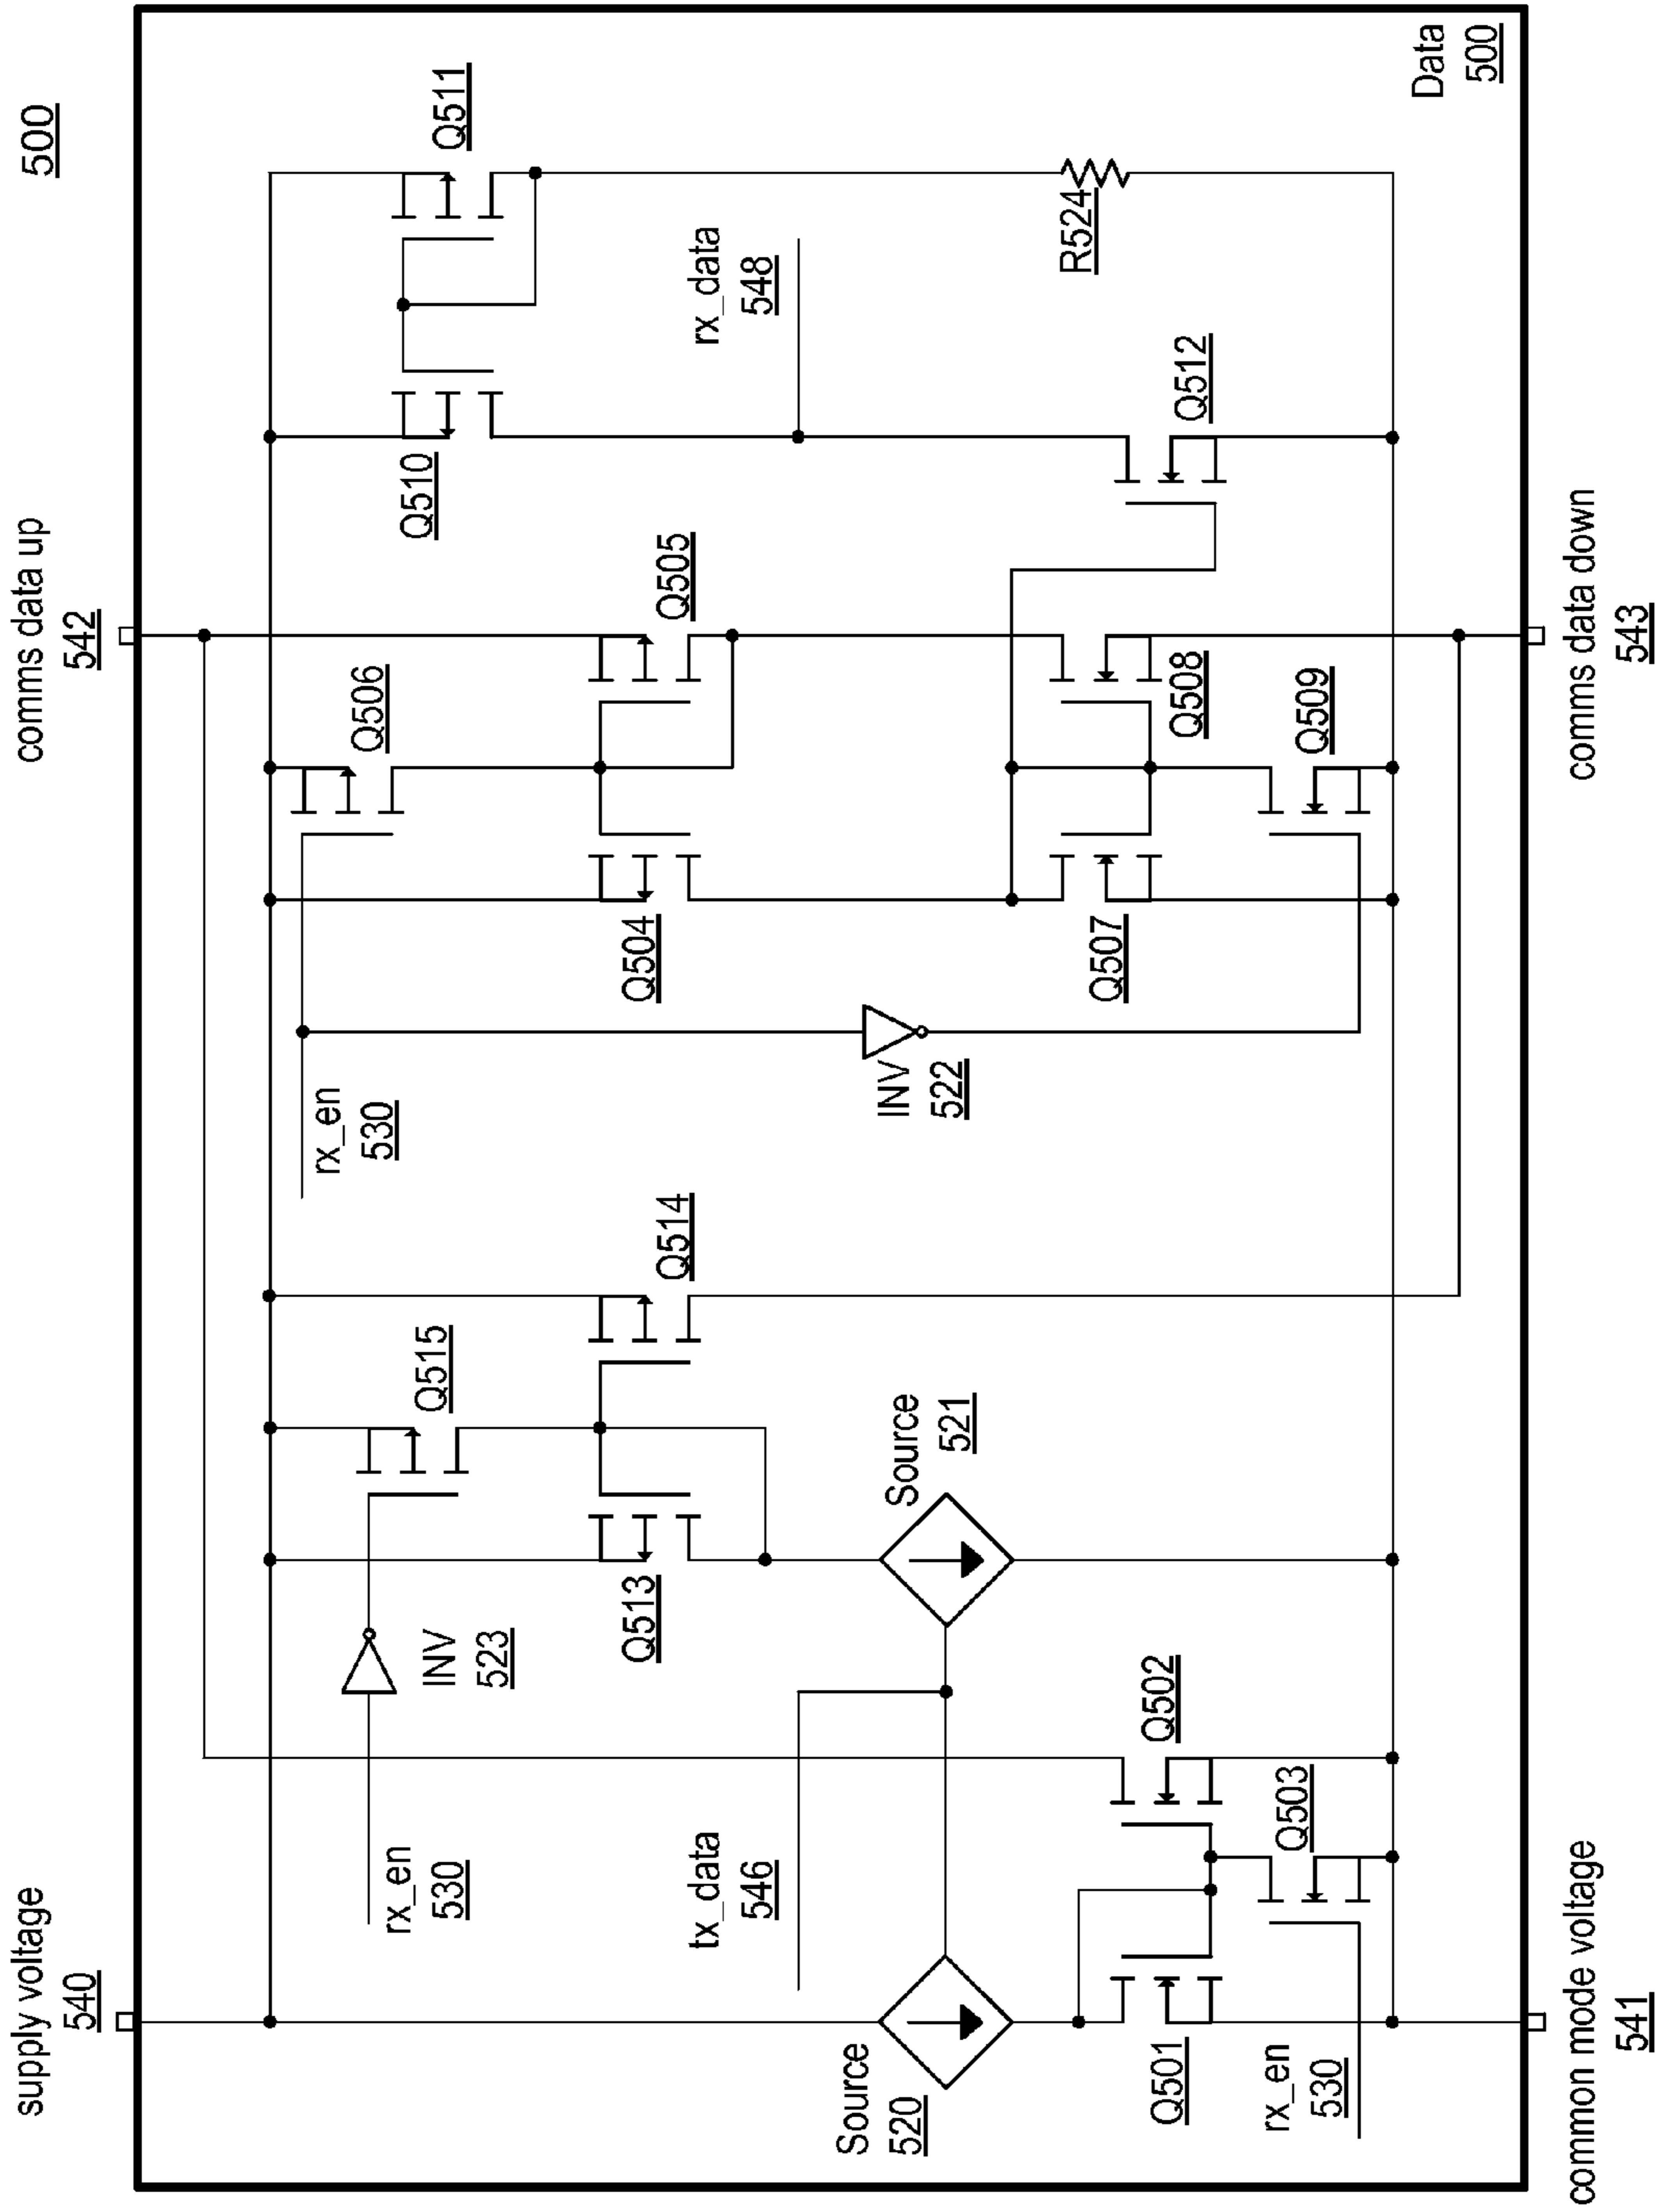 500
supply voltage
540
comms data up
542
rx_en
530
INV
523
Q515
Q513
Q514
rx_en
530
Q506
Q504
Q505
Q510
Q511
tx_data
546
rx_data
548
Source
520
Source
521
INV
522
Q501
Q502
Q503
rx_en
530
Q507
Q508
Q509
Q512
R524
Data
500
common mode voltage
541
comms data down
543